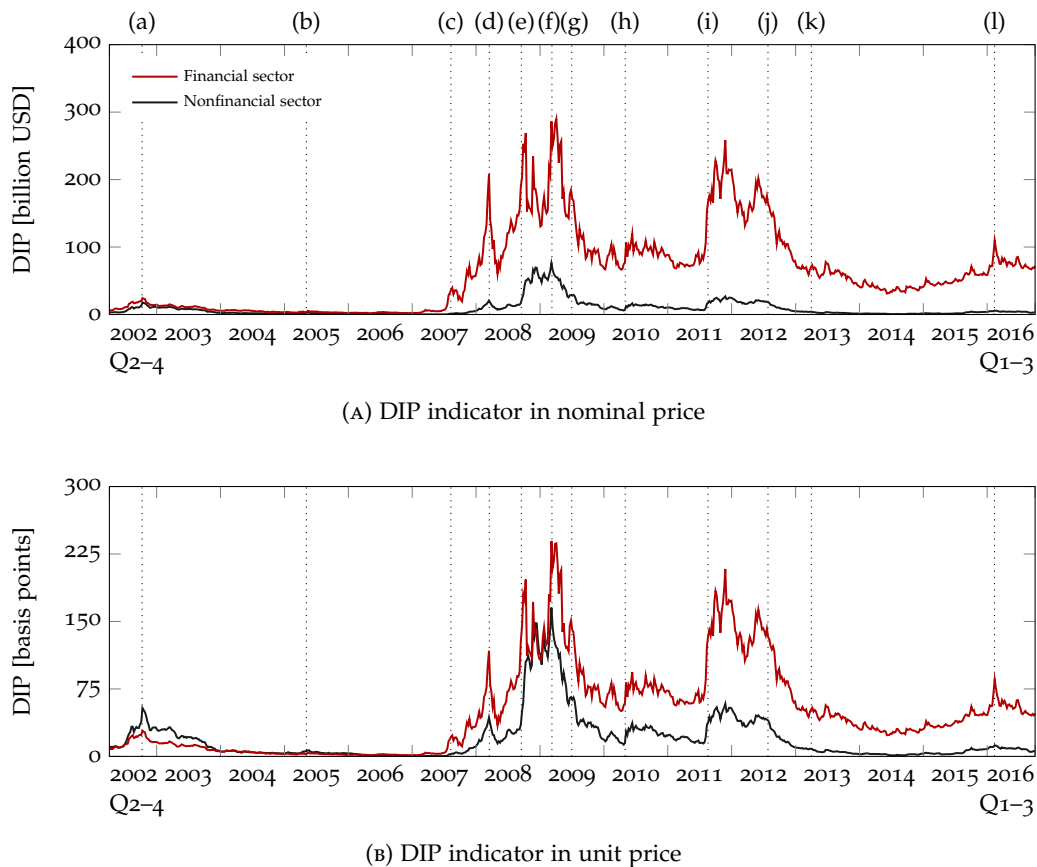 (a) (b) (c) (d) (e) (f) (g) (h) (i) (j) (k) (l)
400
300
200
100
0
DIP [billion USD]
Financial sector
Nonfinancial sector
2002 2003 2004 2005 2006 2007 2008 2009 2010 2011 2012 2013 2014 2015 2016
Q2–4 Q1–3
(A) DIP indicator in nominal price
300
225
150
75
0
DIP [basis points]
2002 2003 2004 2005 2006 2007 2008 2009 2010 2011 2012 2013 2014 2015 2016
Q2–4 Q1–3
(B) DIP indicator in unit price